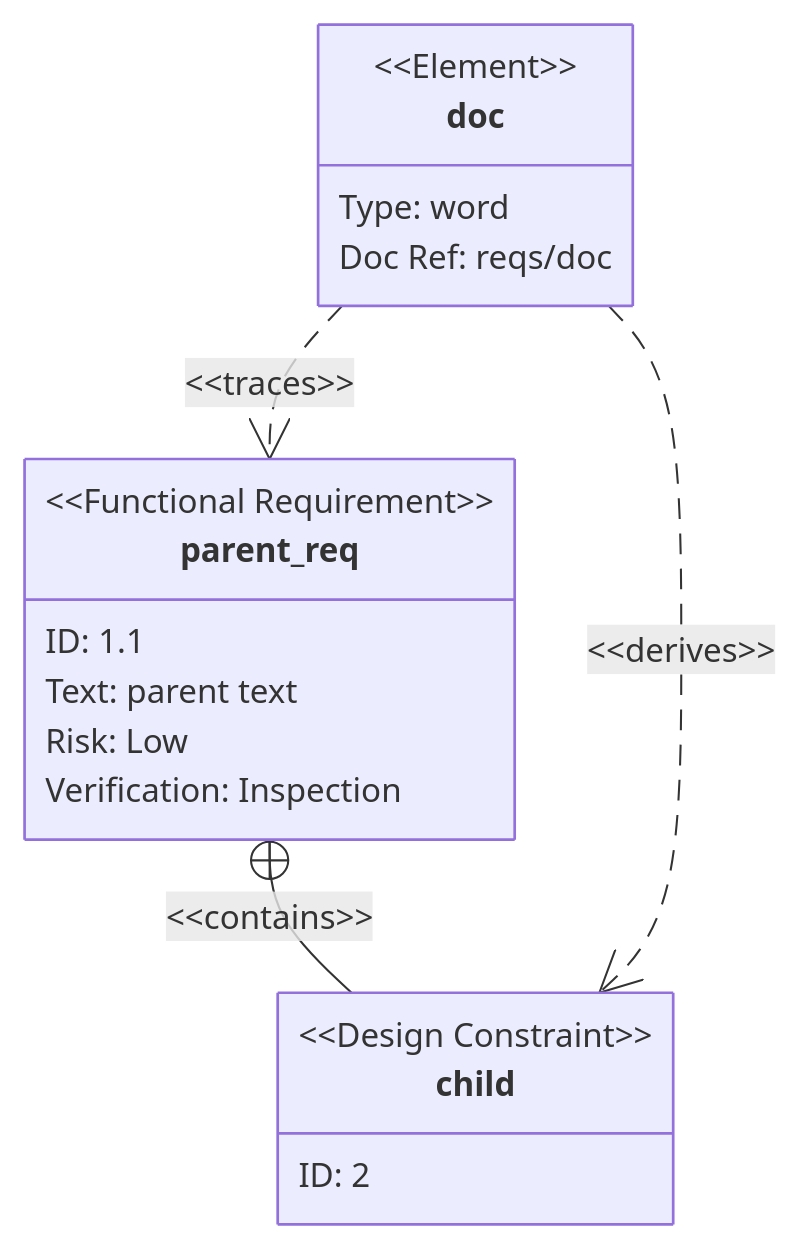 <<Element>>
doc
Type: word
Doc Ref: reqs/doc
<<traces>>
<<Functional Requirement>>
parent_req
ID: 1.1
Text: parent text
Risk: Low
Verification: Inspection
<<derives>>
<<contains>>
<<Design Constraint>>
child
ID: 2